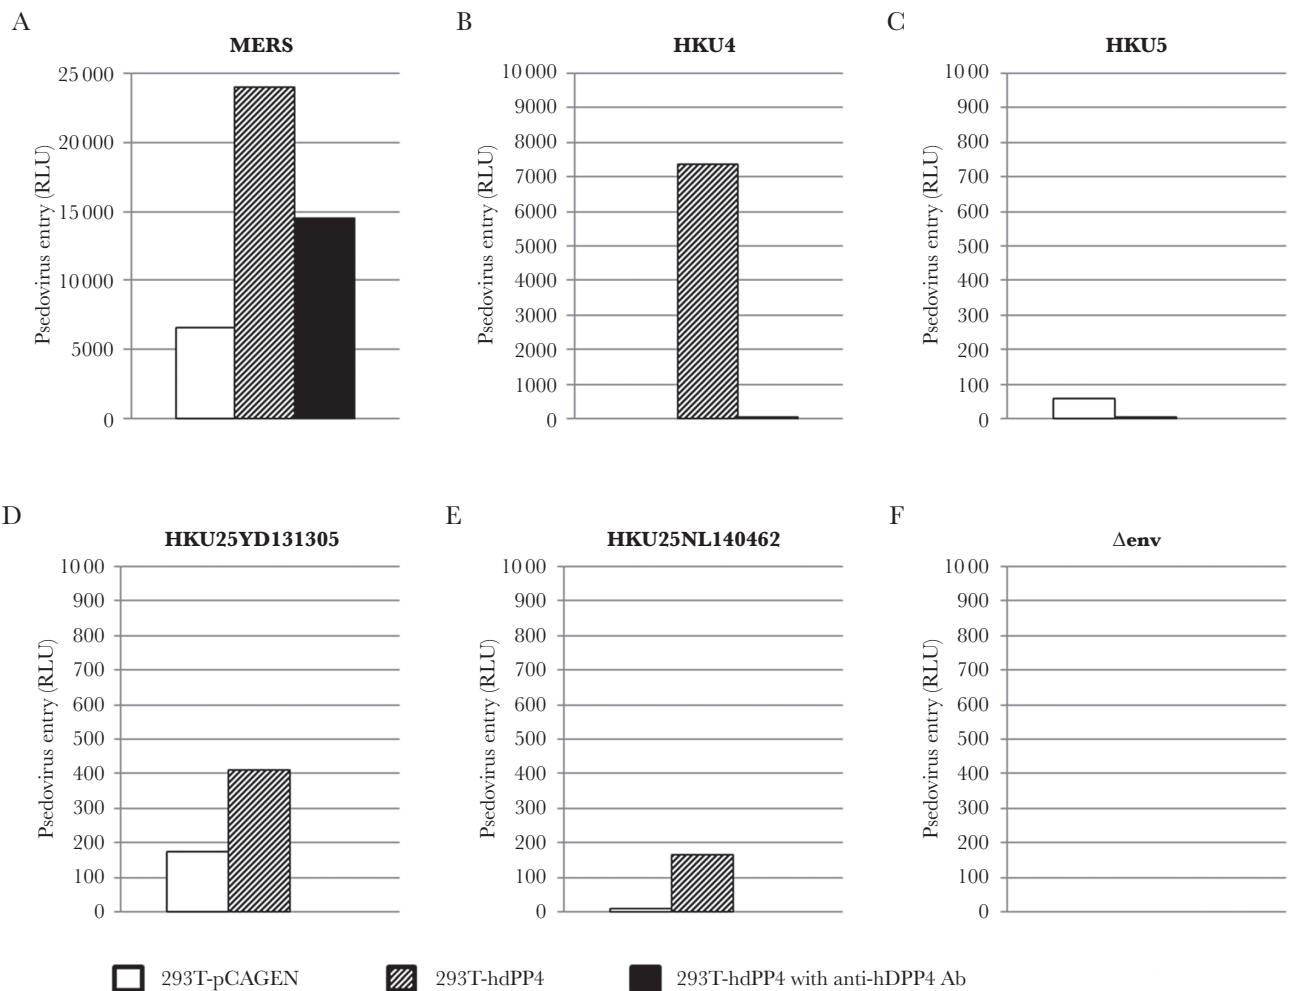 A
MERS
Psedovirus entry (RLU)
25 000
20 000
15 000
10 000
5000
0
B
HKU4
Psedovirus entry (RLU)
10 000
9000
8000
7000
6000
5000
4000
3000
2000
1000
0
C
HKU5
Psedovirus entry (RLU)
10 00
900
800
700
600
500
400
300
200
100
0
D
HKU25YD131305
Psedovirus entry (RLU)
10 00
900
800
700
600
500
400
300
200
100
0
E
HKU25NL140462
Psedovirus entry (RLU)
10 00
900
800
700
600
500
400
300
200
100
0
F
Δenv
Psedovirus entry (RLU)
10 00
900
800
700
600
500
400
300
200
100
0
293T-pCAGEN
293T-hdPP4
293T-hdPP4 with anti-hDPP4 Ab